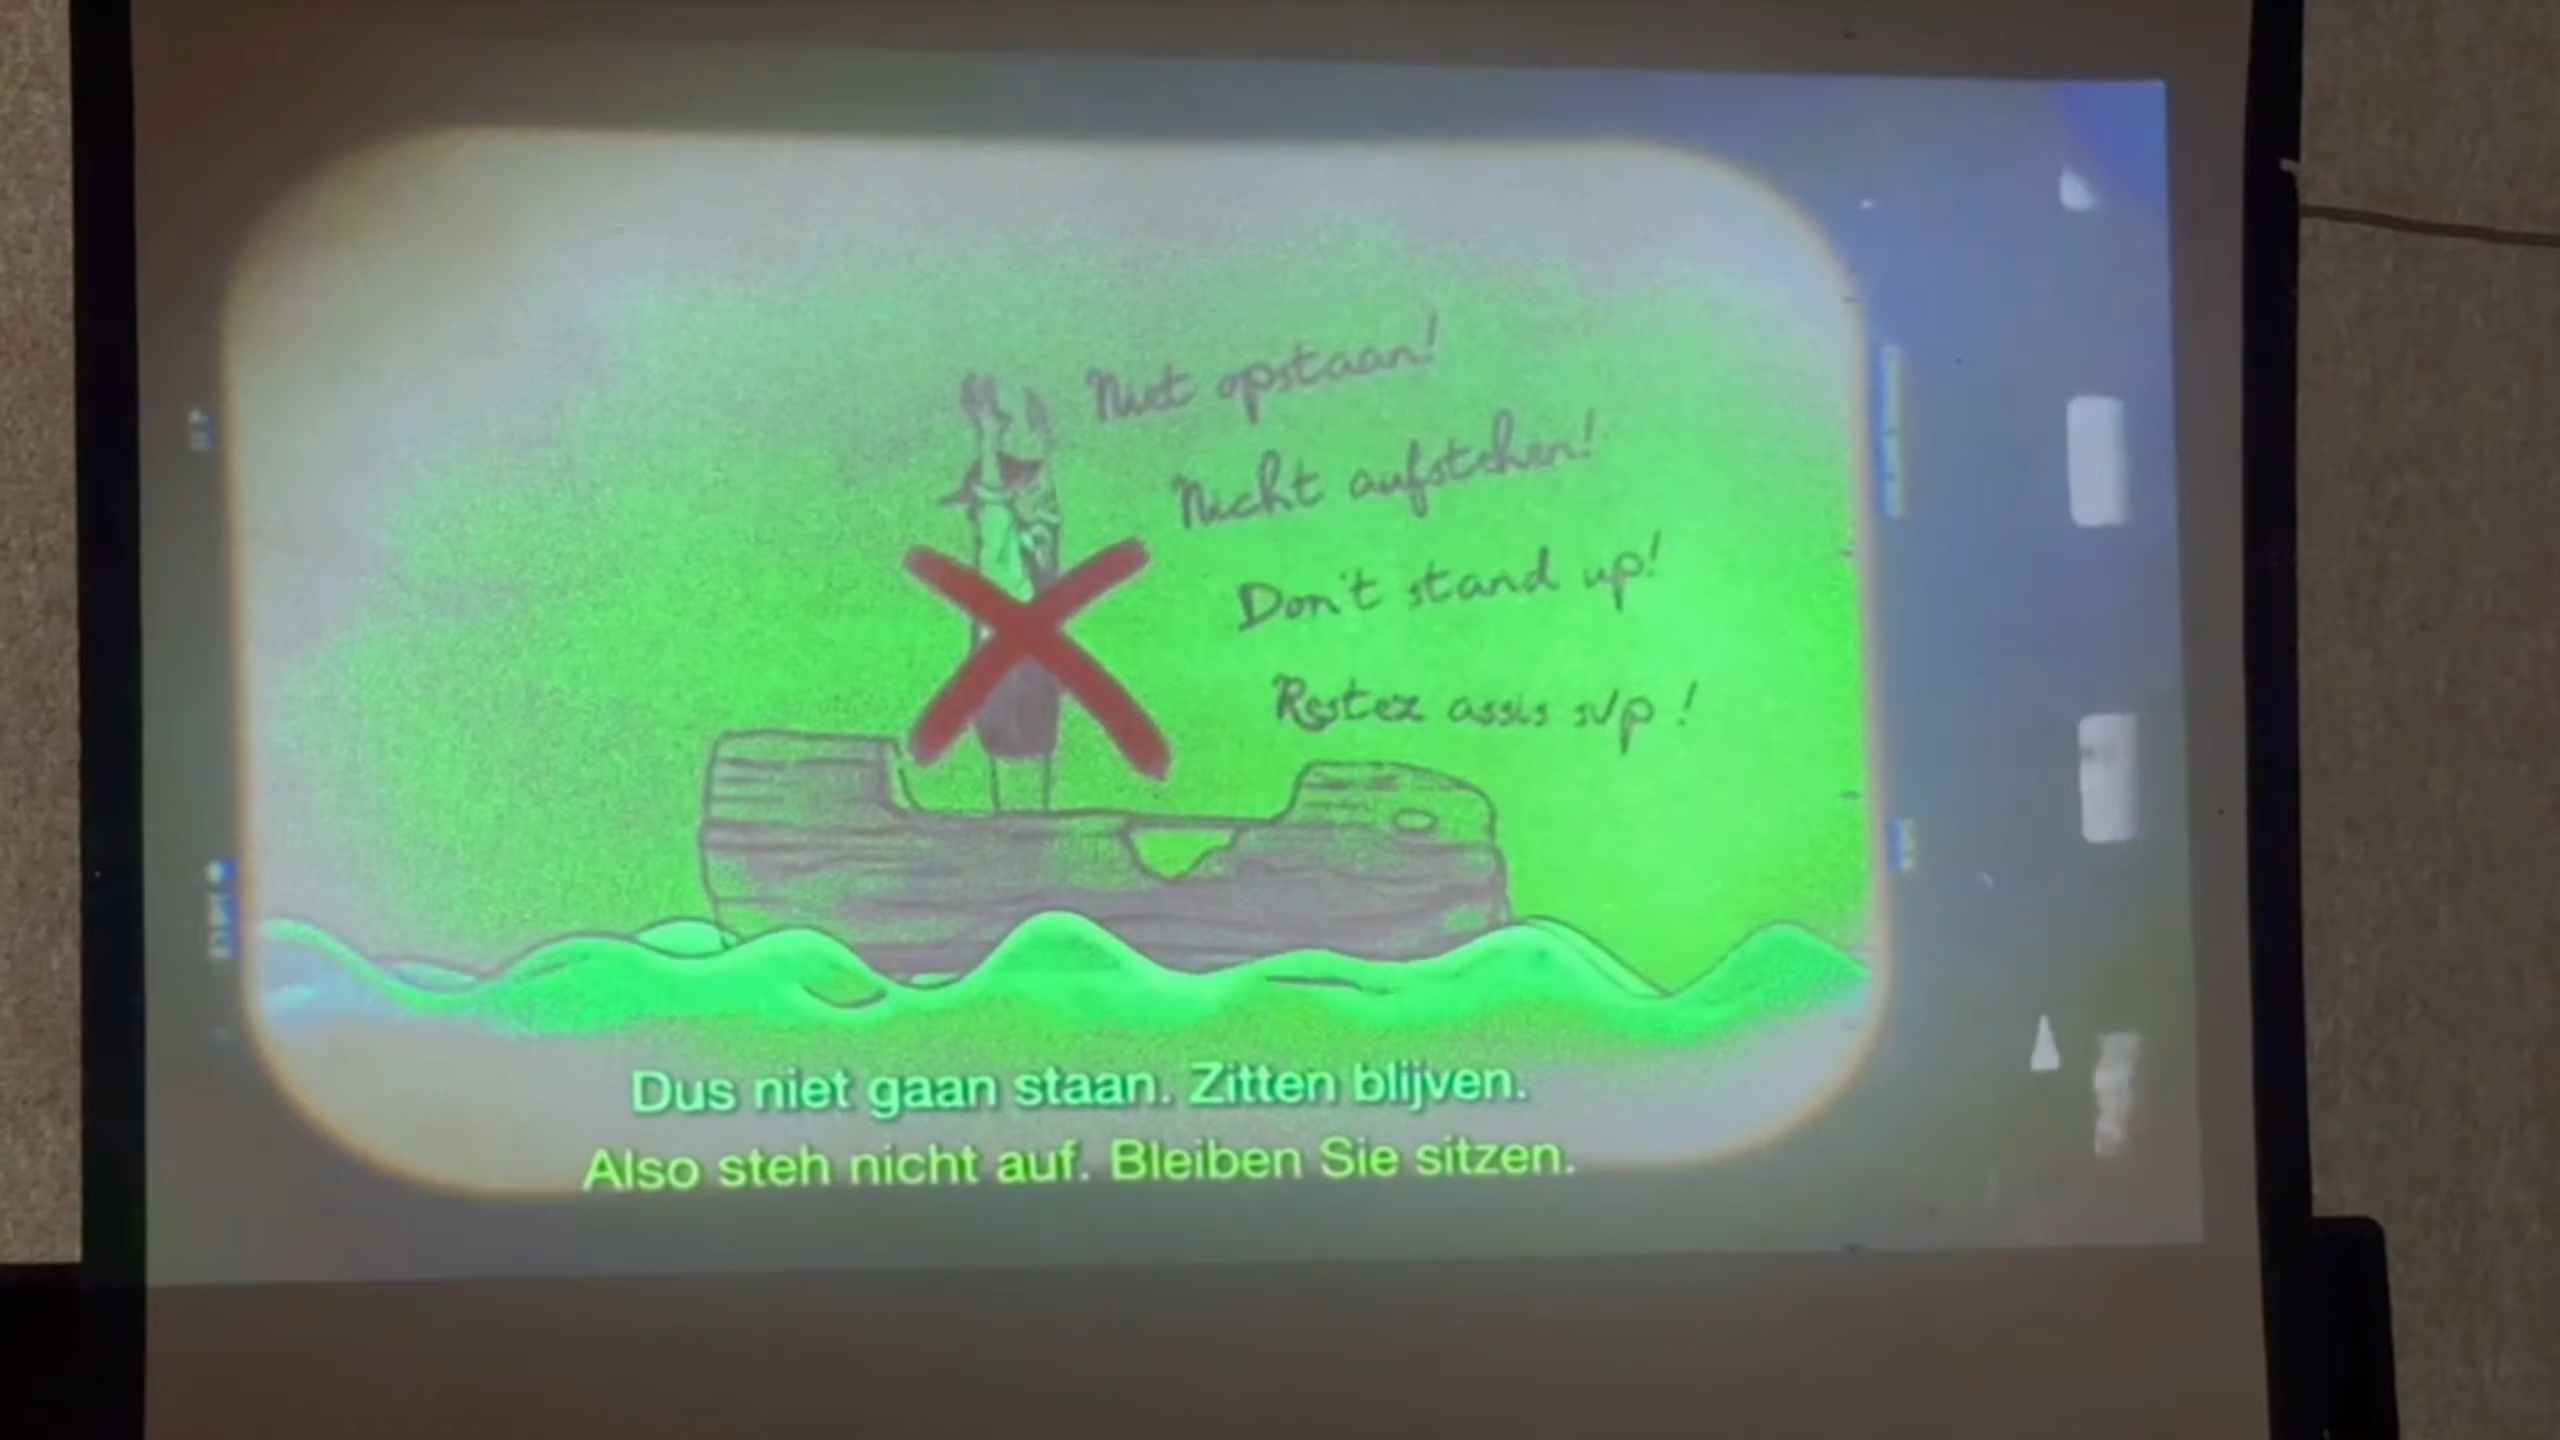 Niet opstaan!
Nicht aufstehen!
Don't stand up!
Restez assis svp!
Dus niet gaan staan. Zitten blijven.
Also steh nicht auf. Bleiben Sie sitzen.